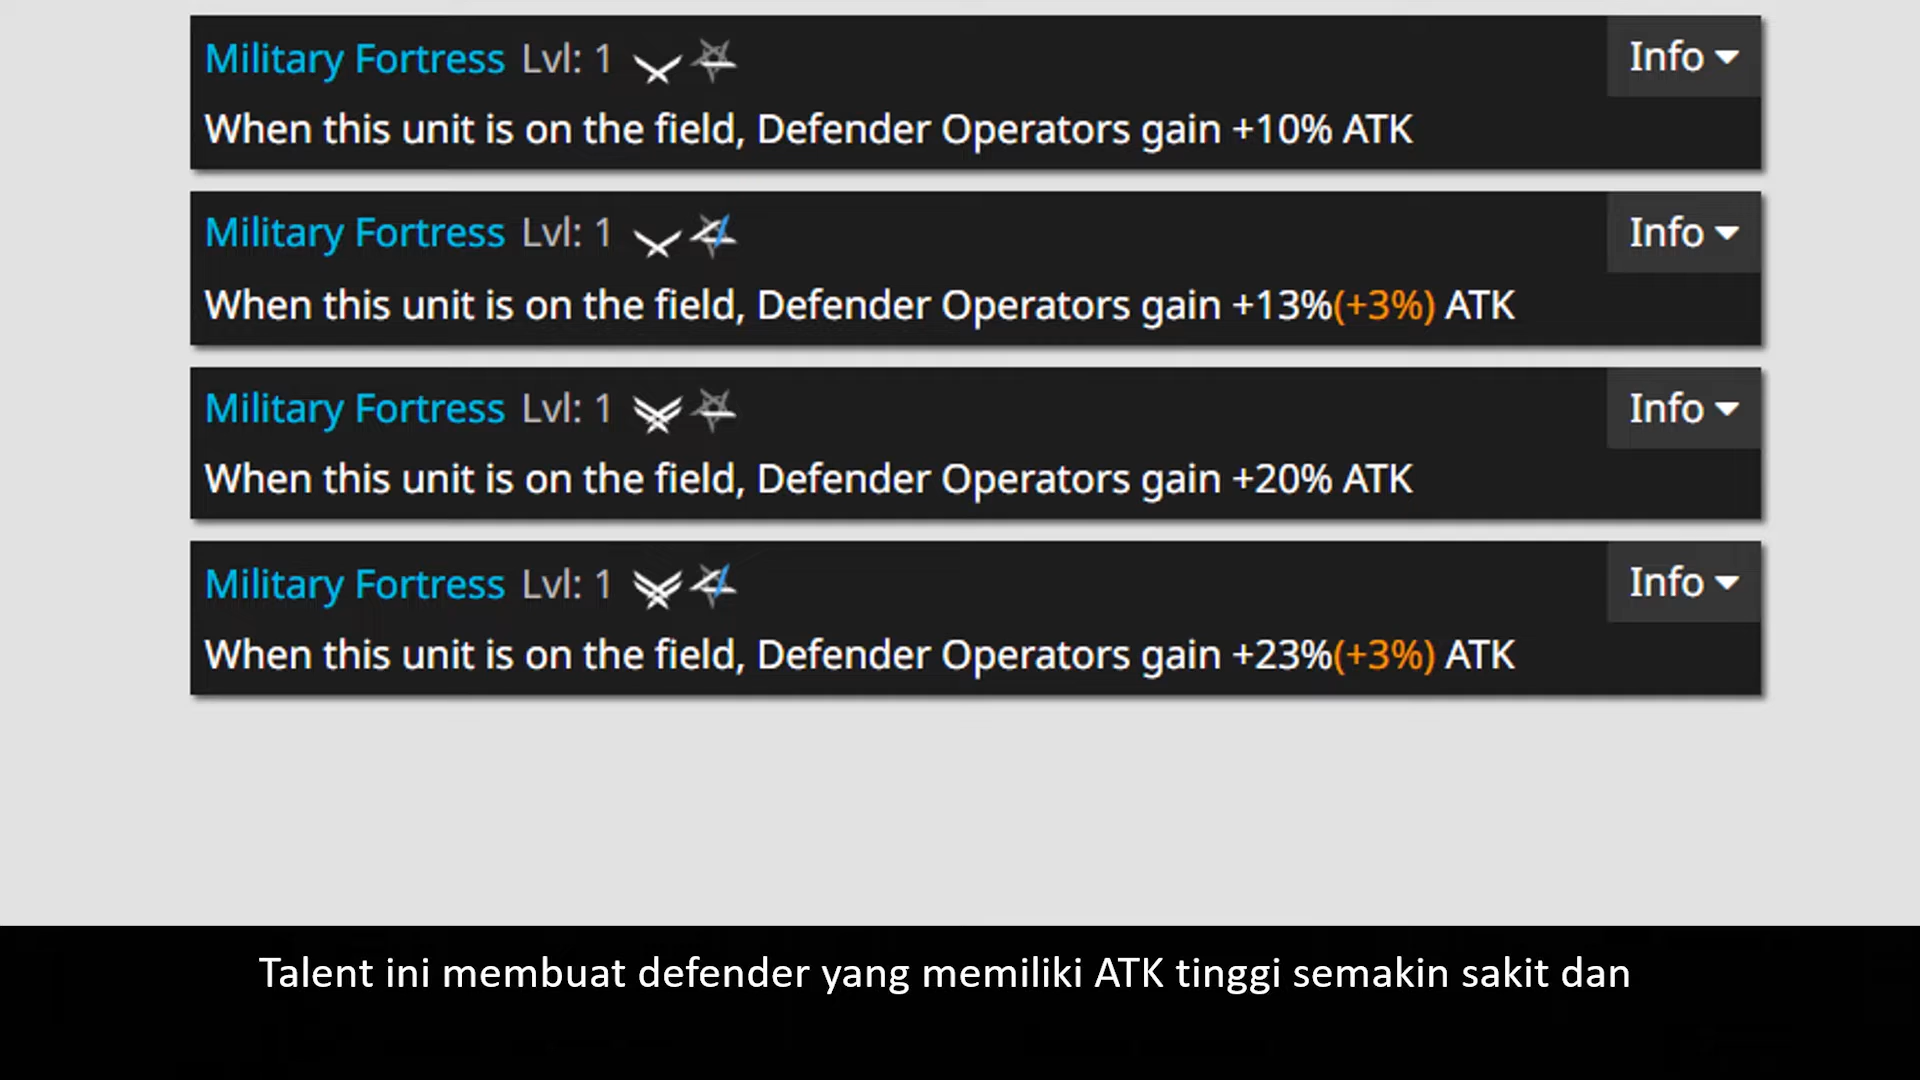 Military Fortress Lvl: 1
Info
When this unit is on the field, Defender Operators gain +10% ATK
Military Fortress Lvl: 1
Info
When this unit is on the field, Defender Operators gain +13%(+3%) ATK
Military Fortress Lvl: 1
Info
When this unit is on the field, Defender Operators gain +20% ATK
Military Fortress Lvl: 1
Info
When this unit is on the field, Defender Operators gain +23%(+3%) ATK
Talent ini membuat defender yang memiliki ATK tinggi semakin sakit dan